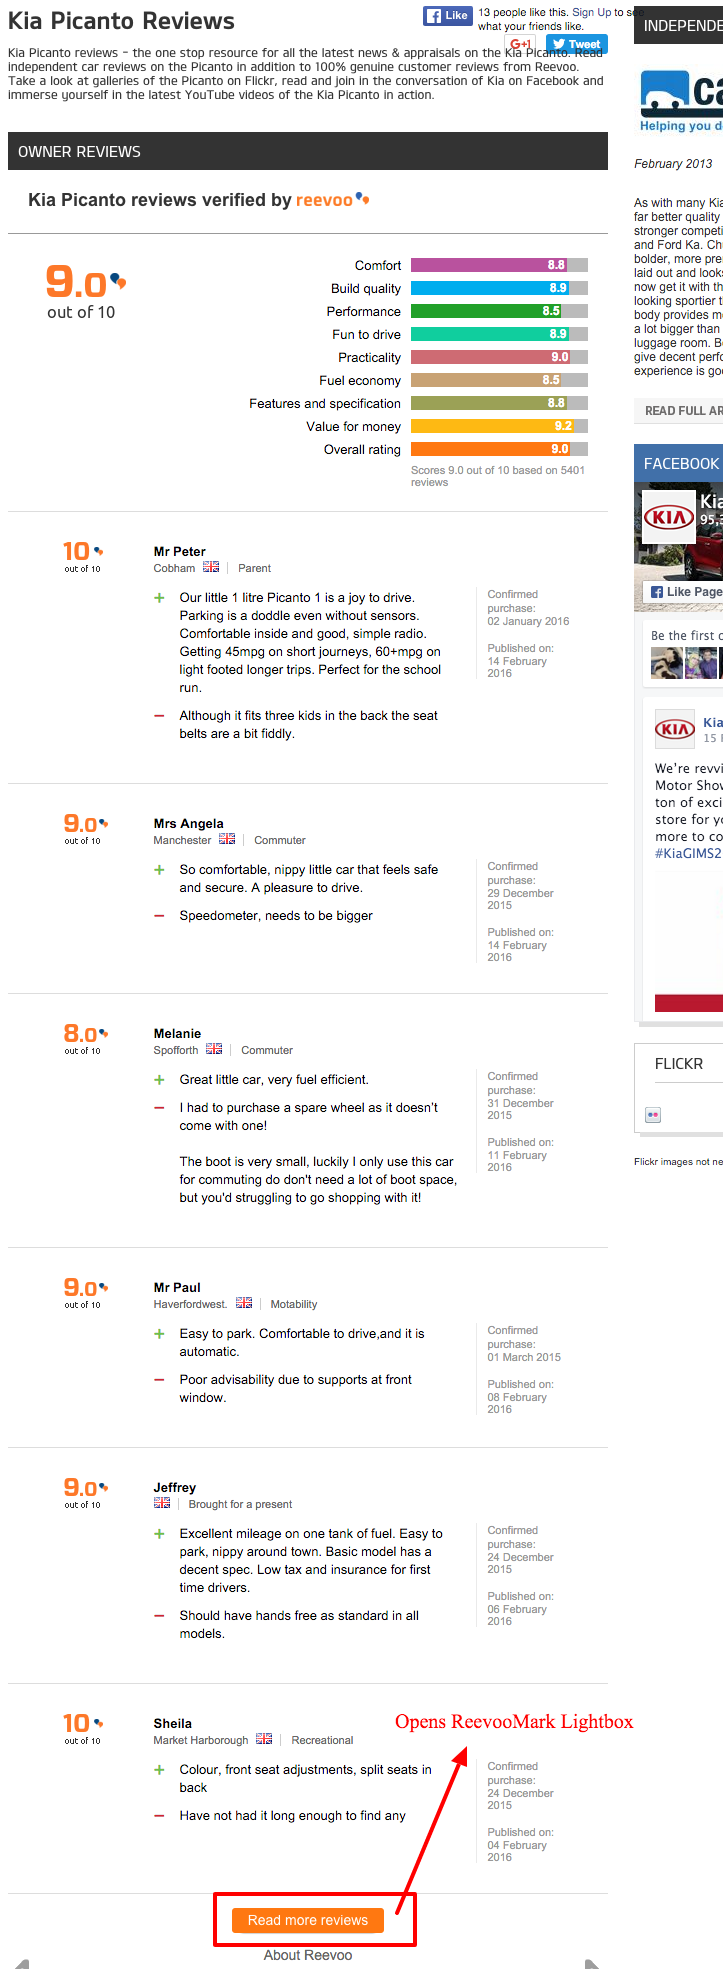 Kia Picanto Reviews
Like
13 people like this. Sign Up to see
what your friends like.
G+1
Tweet
Kia Picanto reviews - the one stop resource for all the latest news & appraisals on the Kia Picanto. Read
independent car reviews on the Picanto in addition to 100% genuine customer reviews from Reevoo.
Take a look at galleries of the Picanto on Flickr, read and join in the conversation of Kia on Facebook and
immerse yourself in the latest YouTube videos of the Kia Picanto in action.
OWNER REVIEWS
Kia Picanto reviews verified by reevoo
9.0
out of 10
Comfort 8.8
Build quality 8.9
Performance 8.5
Fun to drive 8.9
Practicality 9.0
Fuel economy 8.5
Features and specification 8.8
Value for money 9.2
Overall rating 9.0
Scores 9.0 out of 10 based on 5401
reviews
10
out of 10
Mr Peter
Cobham | Parent
+ Our little 1 litre Picanto 1 is a joy to drive.
Parking is a doddle even without sensors.
Comfortable inside and good, simple radio.
Getting 45mpg on short journeys, 60+mpg on
light footed longer trips. Perfect for the school
run.
– Although it fits three kids in the back the seat
belts are a bit fiddly.
Confirmed
purchase:
02 January 2016
Published on:
14 February
2016
9.0
out of 10
Mrs Angela
Manchester | Commuter
+ So comfortable, nippy little car that feels safe
and secure. A pleasure to drive.
– Speedometer, needs to be bigger
Confirmed
purchase:
29 December
2015
Published on:
14 February
2016
8.0
out of 10
Melanie
Spofforth | Commuter
+ Great little car, very fuel efficient.
– I had to purchase a spare wheel as it doesn't
come with one!
The boot is very small, luckily I only use this car
for commuting do don't need a lot of boot space,
but you'd struggling to go shopping with it!
Confirmed
purchase:
31 December
2015
Published on:
11 February
2016
9.0
out of 10
Mr Paul
Haverfordwest. | Motability
+ Easy to park. Comfortable to drive,and it is
automatic.
– Poor advisability due to supports at front
window.
Confirmed
purchase:
01 March 2015
Published on:
08 February
2016
9.0
out of 10
Jeffrey
| Brought for a present
+ Excellent mileage on one tank of fuel. Easy to
park, nippy around town. Basic model has a
decent spec. Low tax and insurance for first
time drivers.
– Should have hands free as standard in all
models.
Confirmed
purchase:
24 December
2015
Published on:
06 February
2016
10
out of 10
Sheila
Market Harborough | Recreational
+ Colour, front seat adjustments, split seats in
back
– Have not had it long enough to find any
Confirmed
purchase:
24 December
2015
Published on:
04 February
2016
Opens ReevooMark Lightbox
Read more reviews
About Reevoo
INDEPENDE
ca
Helping you d
February 2013
As with many Kia
far better quality
stronger competi
and Ford Ka. Ch
bolder, more pre
laid out and look
now get it with th
looking sportier t
body provides m
a lot bigger than
luggage room. Be
give decent perfo
experience is goo
READ FULL AR
FACEBOOK
KIA
Kia
95,3
Like Page
Be the first o
KIA
Kia
15
We're revvi
Motor Show
ton of exci
store for yo
more to co
#KiaGIMS2
FLICKR
Flickr images not ne